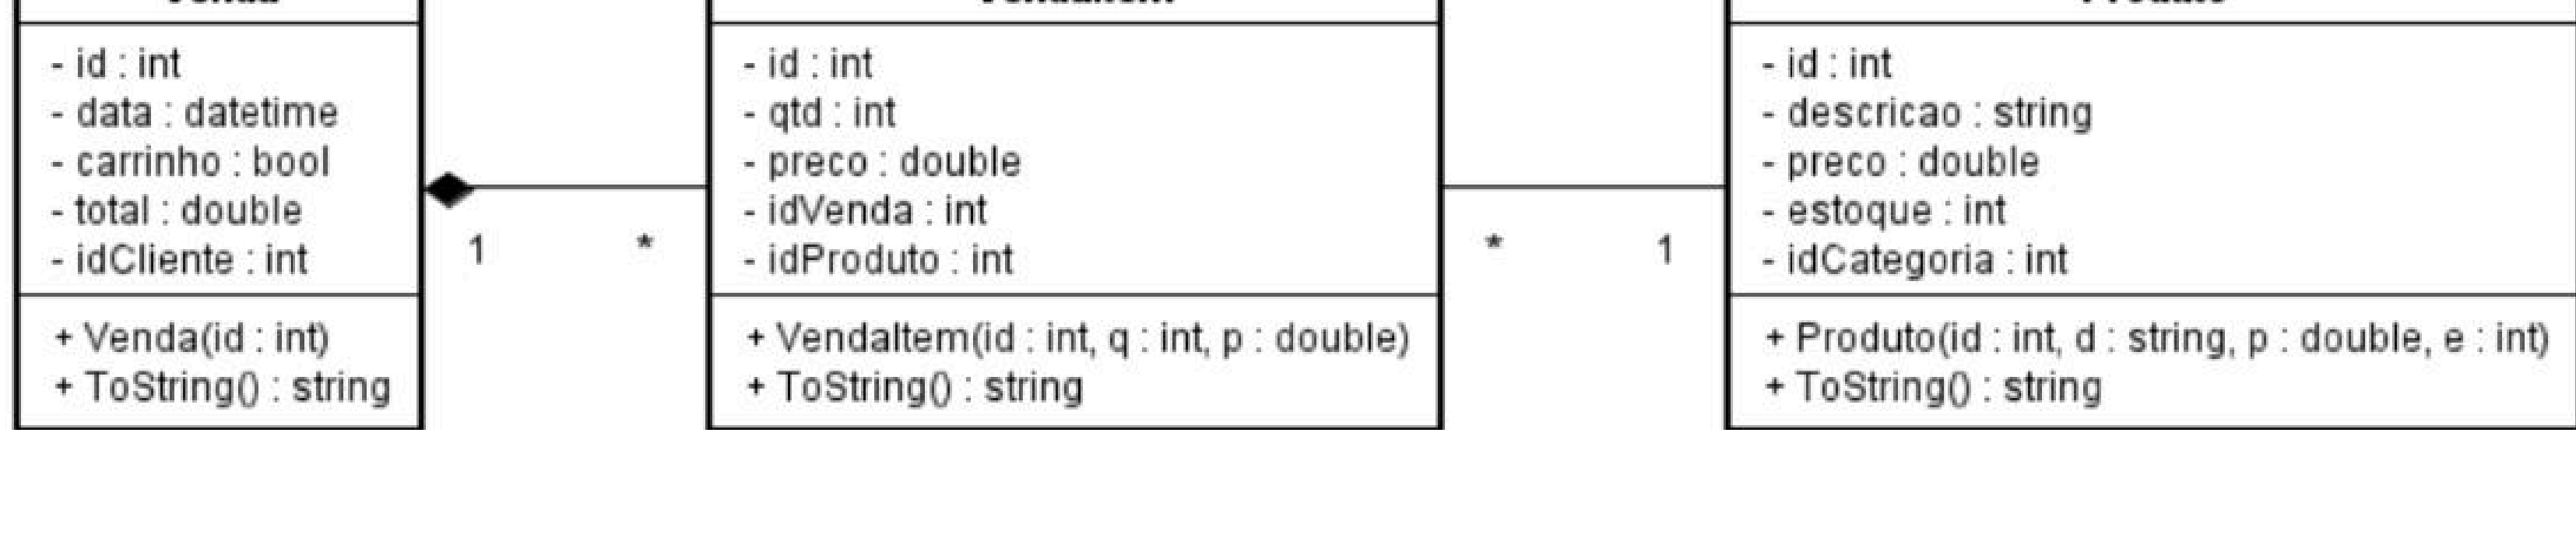 - id : int
- data : datetime
- carrinho : bool
- total : double
- idCliente : int
+ Venda(id : int)
+ ToString() : string
1
*
- id : int
- qtd : int
- preco : double
- idVenda : int
- idProduto : int
+ VendaItem(id : int, q : int, p : double)
+ ToString() : string
*
1
- id : int
- descricao : string
- preco : double
- estoque : int
- idCategoria : int
+ Produto(id : int, d : string, p : double, e : int)
+ ToString() : string